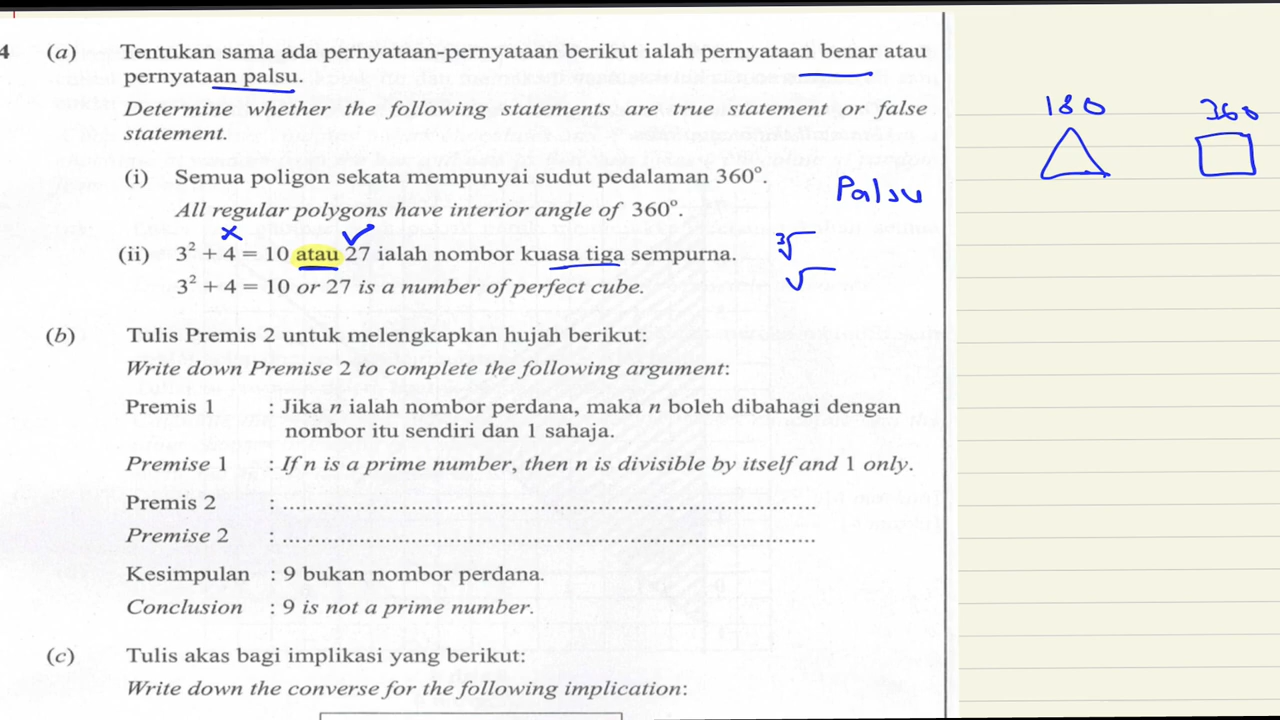 4 (a) Tentukan sama ada pernyataan-pernyataan berikut ialah pernyataan benar atau
pernyataan palsu.
Determine whether the following statements are true statement or false
statement.
180 360
(i) Semua poligon sekata mempunyai sudut pedalaman 360°.
Palsu
All regular polygons have interior angle of 360°.
(ii) 3² + 4 = 10 atau 27 ialah nombor kuasa tiga sempurna.
3√
√
3² + 4 = 10 or 27 is a number of perfect cube.
(b) Tulis Premis 2 untuk melengkapkan hujah berikut:
Write down Premise 2 to complete the following argument:
Premis 1 : Jika n ialah nombor perdana, maka n boleh dibahagi dengan
nombor itu sendiri dan 1 sahaja.
Premise 1 : If n is a prime number, then n is divisible by itself and 1 only.
Premis 2 : ................................................................
Premise 2 : ................................................................
Kesimpulan : 9 bukan nombor perdana.
Conclusion : 9 is not a prime number.
(c) Tulis akas bagi implikasi yang berikut:
Write down the converse for the following implication: